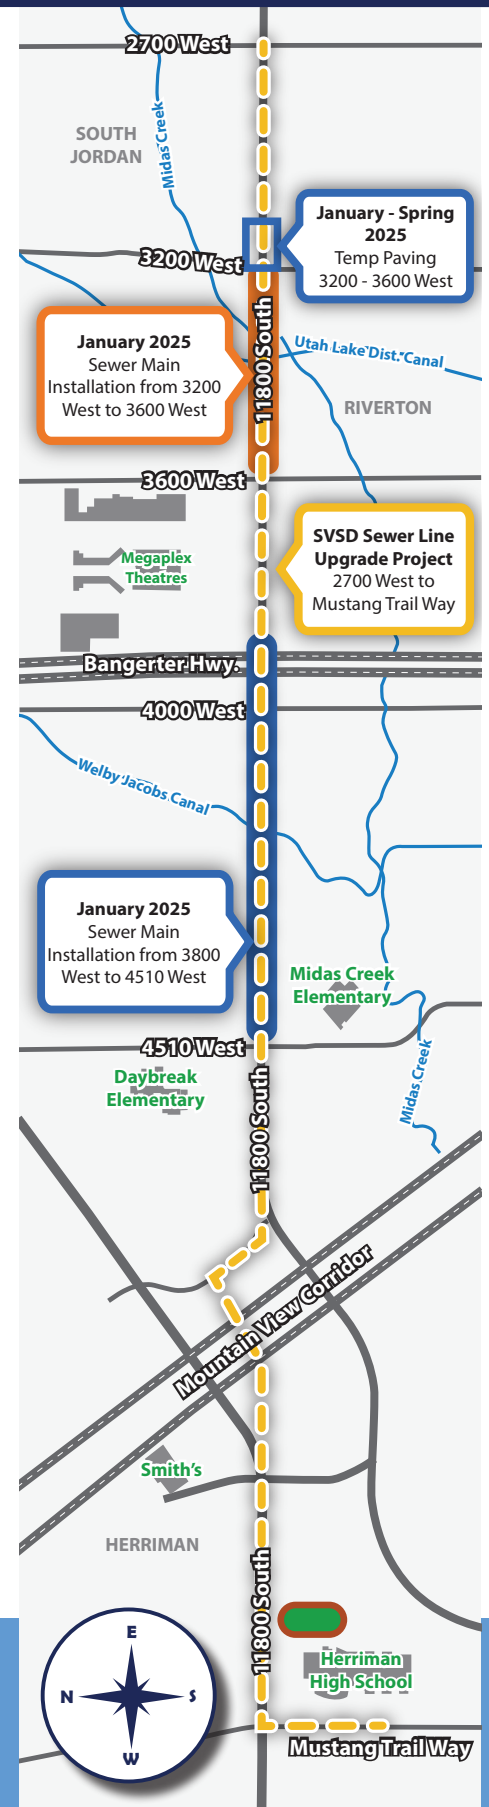 2700 West
SOUTH
JORDAN
Midas Creek
January - Spring
2025
Temp Paving
3200 - 3600 West
3200 West
11800 South
January 2025
Sewer Main
Installation from 3200
West to 3600 West
Utah Lake Dist. Canal
RIVERTON
3600 West
SVSD Sewer Line
Upgrade Project
2700 West to
Mustang Trail Way
Megaplex
Theatres
Bangerter Hwy.
4000 West
Welby Jacobs Canal
January 2025
Sewer Main
Installation from 3800
West to 4510 West
Midas Creek
Elementary
4510 West
Midas Creek
Daybreak
Elementary
11800 South
Mountain View Corridor
Smith's
HERRIMAN
11800 South
Herriman
High School
E
N
S
W
Mustang Trail Way